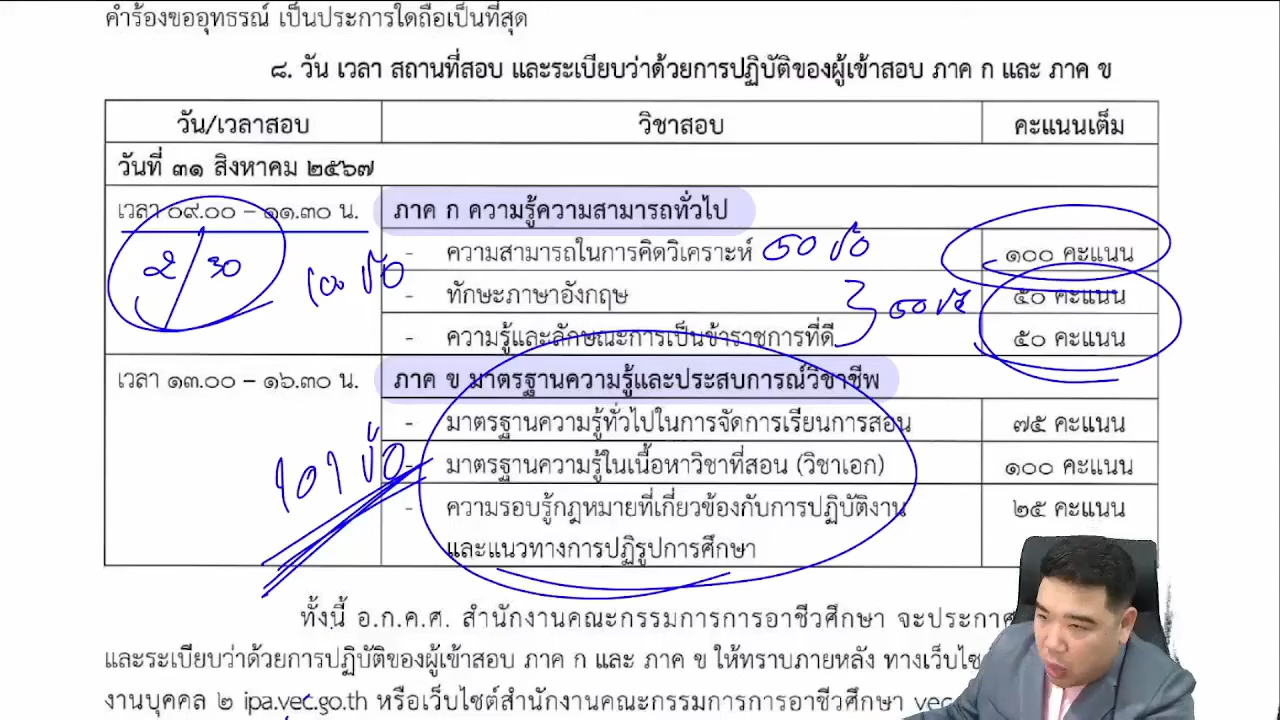 คำร้องขออุทธรณ์ เป็นประการใดถือเป็นที่สุด
๘. วัน เวลา สถานที่สอบ และระเบียบว่าด้วยการปฏิบัติของผู้เข้าสอบ ภาค ก และ ภาค ข
วัน/เวลาสอบ วิชาสอบ คะแนนเต็ม
วันที่ ๓๑ สิงหาคม ๒๕๖๗
เวลา ๐๙.๐๐ – ๑๑.๓๐ น. ภาค ก ความรู้ความสามารถทั่วไป
- ความสามารถในการคิดวิเคราะห์ 50 ข้อ ๑๐๐ คะแนน
2/30 100 ข้อ
- ทักษะภาษาอังกฤษ ๕๐ คะแนน
50 ข้อ
- ความรู้และลักษณะการเป็นข้าราชการที่ดี ๕๐ คะแนน
เวลา ๑๓.๐๐ – ๑๖.๓๐ น. ภาค ข มาตรฐานความรู้และประสบการณ์วิชาชีพ
- มาตรฐานความรู้ทั่วไปในการจัดการเรียนการสอน ๗๕ คะแนน
- มาตรฐานความรู้ในเนื้อหาวิชาที่สอน (วิชาเอก) ๑๐๐ คะแนน
- ความรอบรู้กฎหมายที่เกี่ยวข้องกับการปฏิบัติงาน ๒๕ คะแนน
และแนวทางการปฏิรูปการศึกษา
ทั้งนี้ อ.ก.ค.ศ. สำนักงานคณะกรรมการการอาชีวศึกษา จะประกาศ
และระเบียบว่าด้วยการปฏิบัติของผู้เข้าสอบ ภาค ก และ ภาค ข ให้ทราบภายหลัง ทางเว็บไซ
งานบุคคล ๒ ipa.vec.go.th หรือเว็บไซต์สำนักงานคณะกรรมการการอาชีวศึกษา vec